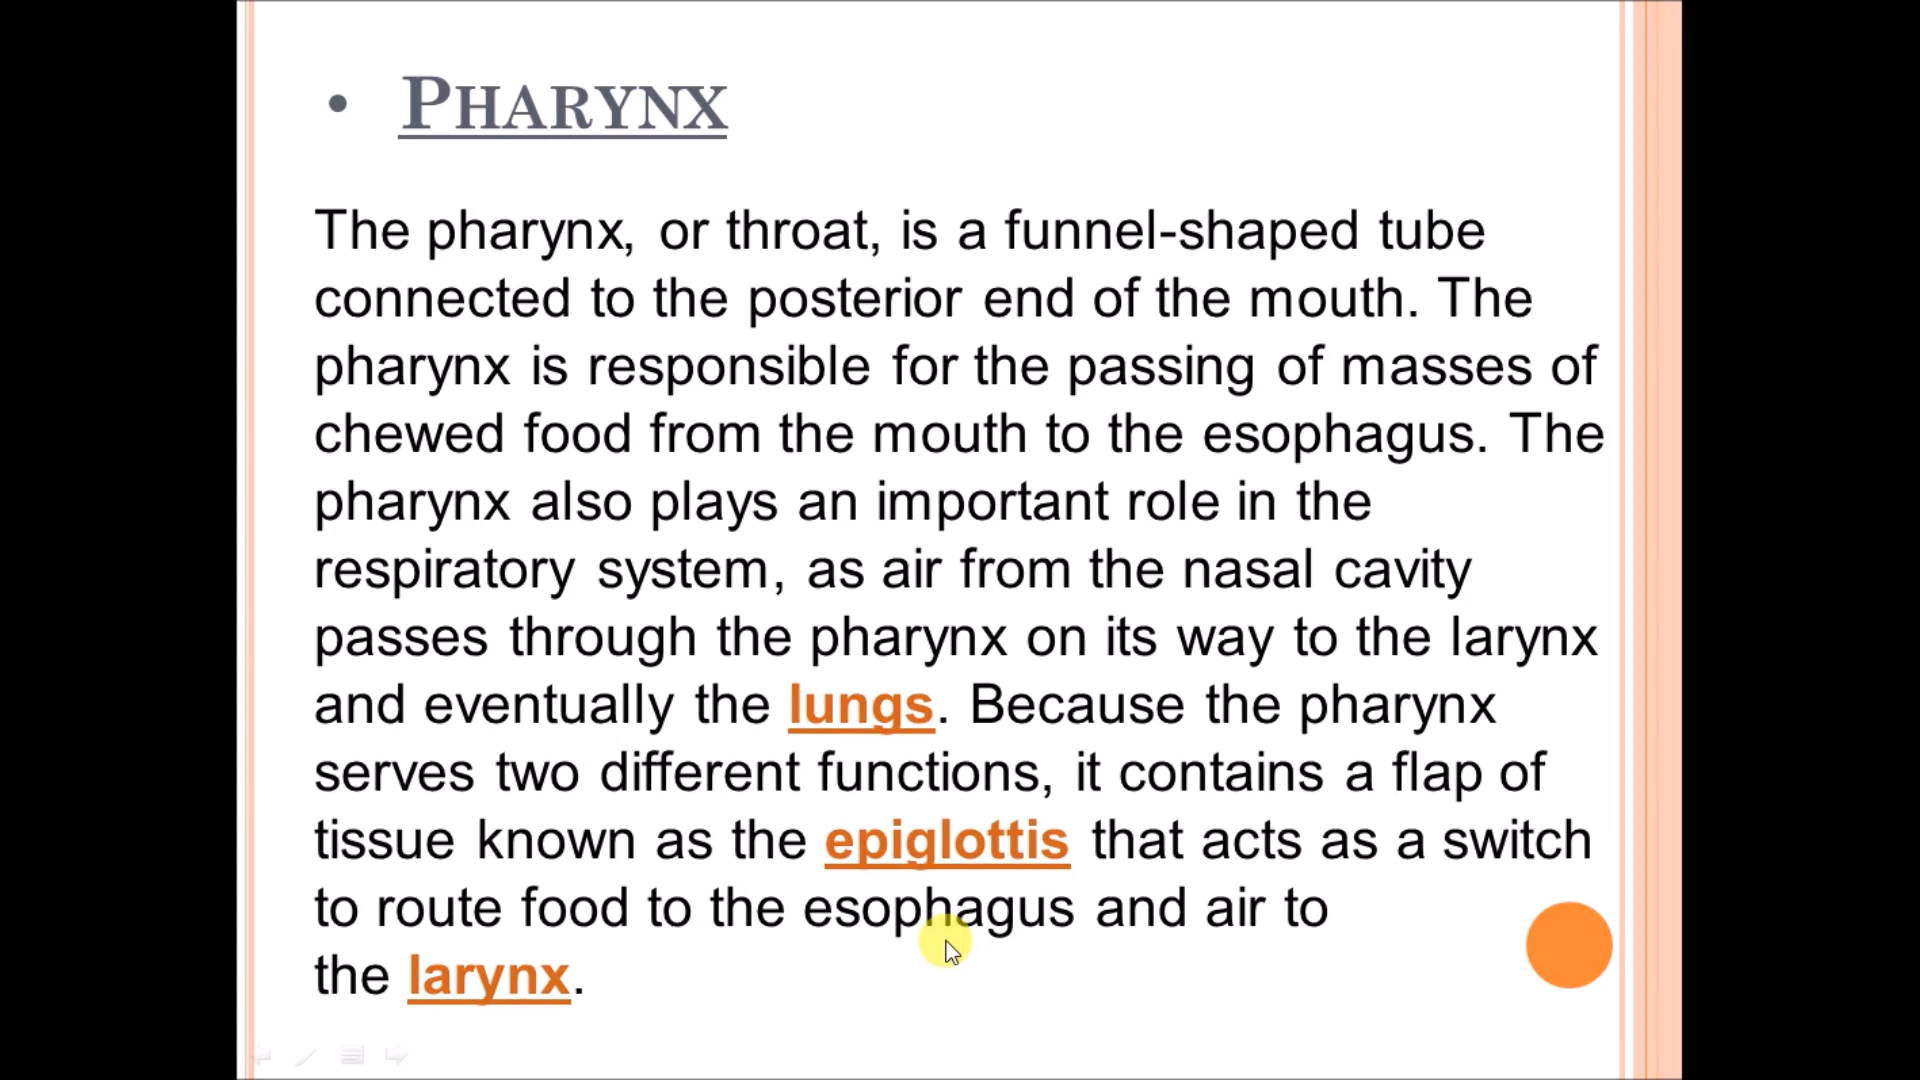 • PHARYNX
The pharynx, or throat, is a funnel-shaped tube
connected to the posterior end of the mouth. The
pharynx is responsible for the passing of masses of
chewed food from the mouth to the esophagus. The
pharynx also plays an important role in the
respiratory system, as air from the nasal cavity
passes through the pharynx on its way to the larynx
and eventually the lungs. Because the pharynx
serves two different functions, it contains a flap of
tissue known as the epiglottis that acts as a switch
to route food to the esophagus and air to
the larynx.